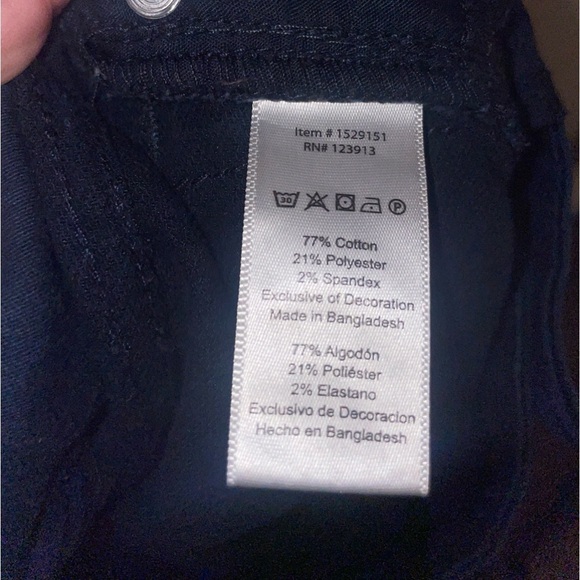 Item # 1529151
RN# 123913
30 P
77% Cotton
21% Polyester
2% Spandex
Exclusive of Decoration
Made in Bangladesh
77% Algodón
21% Poliéster
2% Elastano
Exclusivo de Decoracion
Hecho en Bangladesh